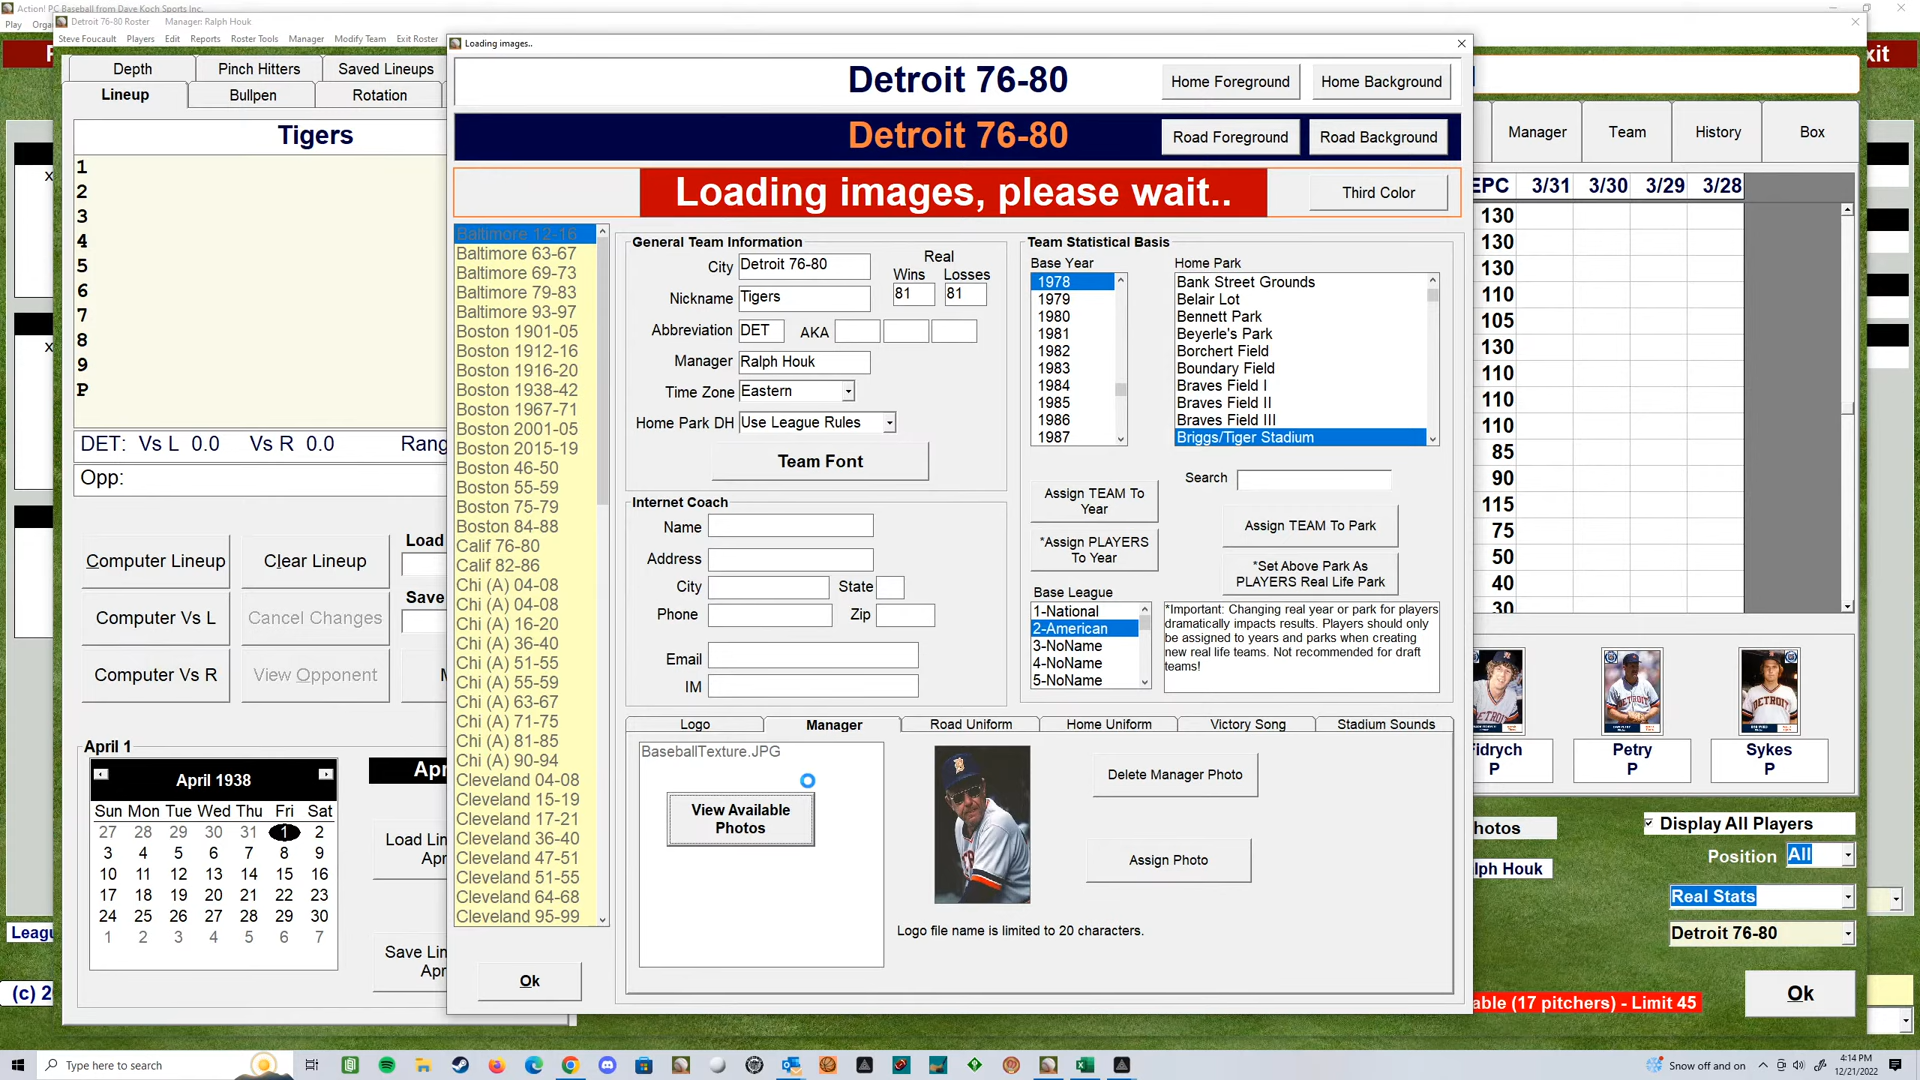 Action! PC Baseball from Dave Koch Sports Inc.
Play
Detroit 76-80 Roster    Manager: Ralph Houk
Steve Foucault  Players  Edit  Reports  Roster Tools  Manager  Modify Team  Exit Roster
Loading images..
Depth  Pinch Hitters  Saved Lineups
Lineup  Bullpen  Rotation
Tigers
1
2
3
4
5
6
7
8
9
P
DET:  Vs L  0.0  Vs R  0.0  Rang
Opp:
Load
Computer Lineup  Clear Lineup
Save
Computer Vs L  Cancel Changes
Computer Vs R  View Opponent
April 1
April 1938
Sun Mon Tue Wed Thu Fri Sat
27 28 29 30 31 1 2
3 4 5 6 7 8 9
10 11 12 13 14 15 16
17 18 19 20 21 22 23
24 25 26 27 28 29 30
1 2 3 4 5 6 7
Apr
Load Lin
Apr
Save Lin
Apr
Leagu
(c) 2
Detroit 76-80  Home Foreground  Home Background
Detroit 76-80  Road Foreground  Road Background
Loading images, please wait..  Third Color
Baltimore 12-16
Baltimore 63-67
Baltimore 69-73
Baltimore 79-83
Baltimore 93-97
Boston 1901-05
Boston 1912-16
Boston 1916-20
Boston 1938-42
Boston 1967-71
Boston 2001-05
Boston 2015-19
Boston 46-50
Boston 55-59
Boston 75-79
Boston 84-88
Calif 76-80
Calif 82-86
Chi (A) 04-08
Chi (A) 04-08
Chi (A) 16-20
Chi (A) 36-40
Chi (A) 51-55
Chi (A) 55-59
Chi (A) 63-67
Chi (A) 71-75
Chi (A) 81-85
Chi (A) 90-94
Cleveland 04-08
Cleveland 15-19
Cleveland 17-21
Cleveland 36-40
Cleveland 47-51
Cleveland 51-55
Cleveland 64-68
Cleveland 95-99
Ok
General Team Information
City  Detroit 76-80
Real
Wins  Losses
Nickname  Tigers  81  81
Abbreviation  DET  AKA
Manager  Ralph Houk
Time Zone  Eastern
Home Park DH  Use League Rules
Team Font
Internet Coach
Name
Address
City  State
Phone  Zip
Email
IM
Team Statistical Basis
Base Year
1978
1979
1980
1981
1982
1983
1984
1985
1986
1987
Home Park
Bank Street Grounds
Belair Lot
Bennett Park
Beyerle's Park
Borchert Field
Boundary Field
Braves Field I
Braves Field II
Braves Field III
Briggs/Tiger Stadium
Search
Assign TEAM To
Year
Assign TEAM To Park
*Assign PLAYERS
To Year
*Set Above Park As
PLAYERS Real Life Park
Base League
1-National
2-American
3-NoName
4-NoName
5-NoName
*Important: Changing real year or park for players
dramatically impacts results. Players should only
be assigned to years and parks when creating
new real life teams. Not recommended for draft
teams!
Logo  Manager  Road Uniform  Home Uniform  Victory Song  Stadium Sounds
BaseballTexture.JPG
View Available
Photos
Delete Manager Photo
Assign Photo
Logo file name is limited to 20 characters.
xit
Manager  Team  History  Box
EPC  3/31  3/30  3/29  3/28
130
130
130
110
105
130
110
110
110
85
90
115
75
50
40
30
Fidrych
P
Petry
P
Sykes
P
hotos
Display All Players
Position  All
lph Houk
Real Stats
Detroit 76-80
able (17 pitchers) - Limit 45
Ok
Type here to search
Snow off and on
4:14 PM
12/21/2022